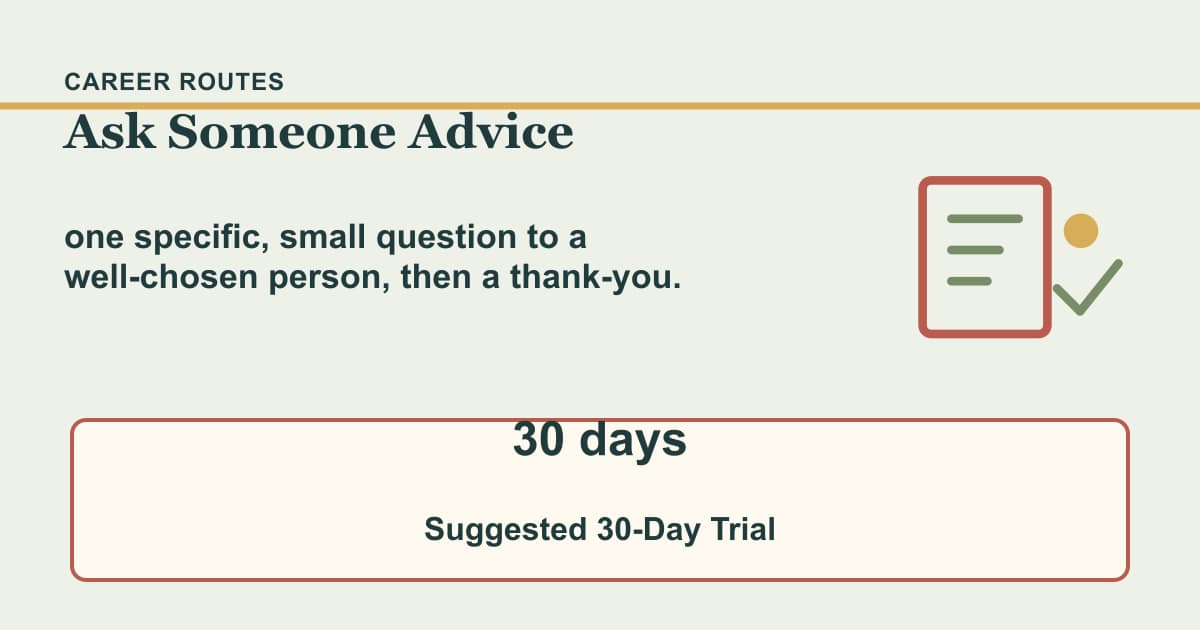 CAREER ROUTES
Ask Someone Advice
one specific, small question to a
well-chosen person, then a thank-you.
30 days
Suggested 30-Day Trial